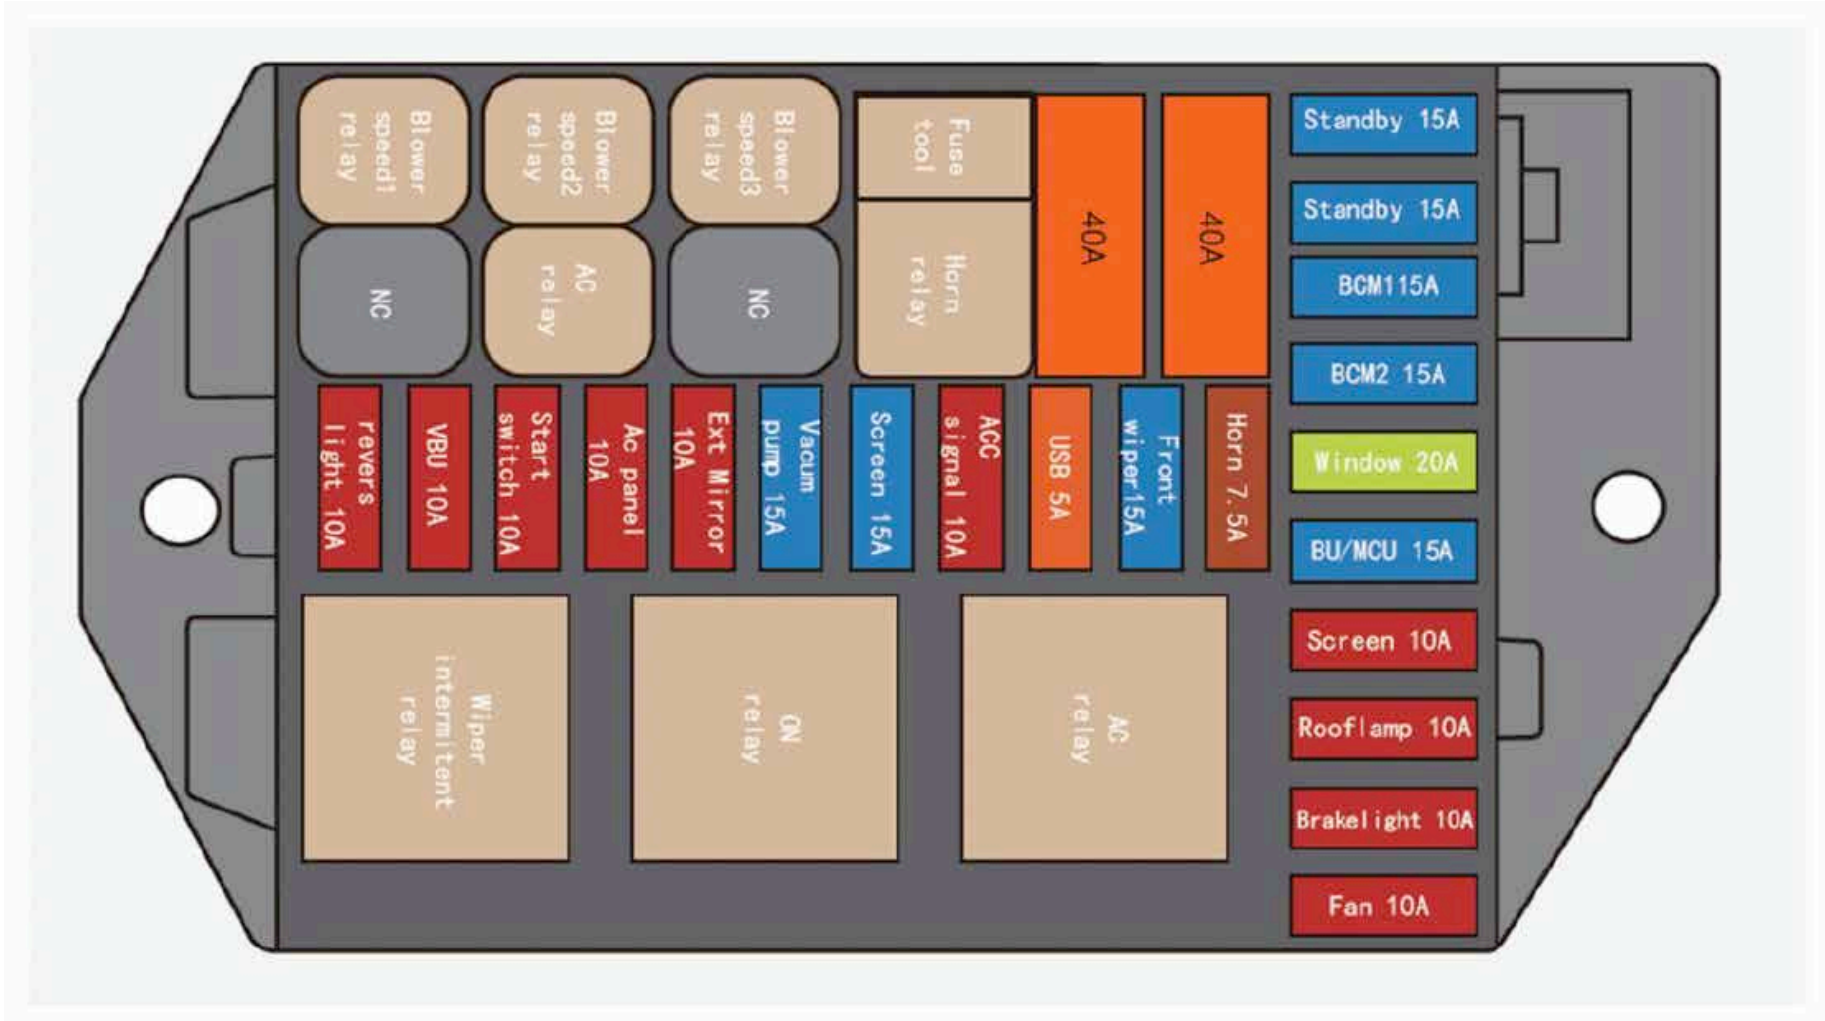 Blower
speed1
relay
Blower
speed2
relay
Blower
speed3
relay
Fuse
tool
40A
40A
Standby 15A
Standby 15A
NC
AC
relay
NC
Horn
relay
BCM115A
BCM2 15A
revers
light 10A
VBU 10A
Start
switch 10A
Ac panel
10A
Ext Mirror
10A
Vacum
pump 15A
Screen 15A
ACC
signal 10A
USB 5A
Front
wiper15A
Horn 7.5A
Window 20A
BU/MCU 15A
Wiper
intermitent
relay
ON
relay
AC
relay
Screen 10A
Rooflamp 10A
Brakelight 10A
Fan 10A